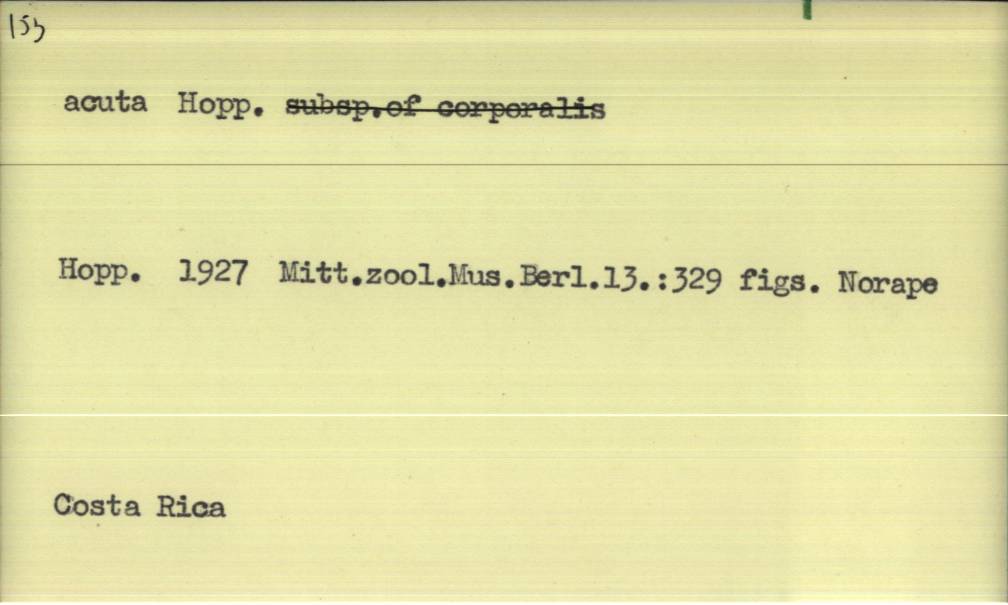 153
acuta Hopp. subsp.of corporalis
Hopp. 1927 Mitt.zool.Mus.Berl.13.:329 figs. Norape
Costa Rica